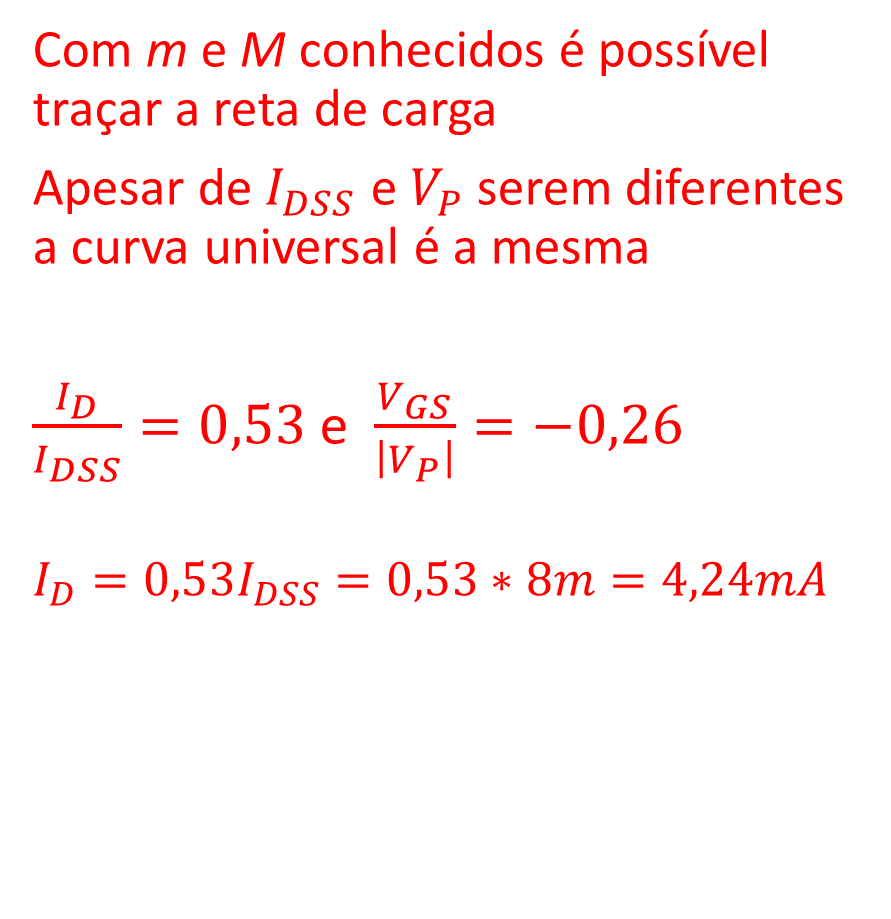 Com m e M conhecidos é possível
traçar a reta de carga
Apesar de I_DSS e V_P serem diferentes
a curva universal é a mesma
I_D/I_DSS = 0,53 e V_GS/|V_P| = −0,26
I_D = 0,53I_DSS = 0,53 ∗ 8m = 4,24mA